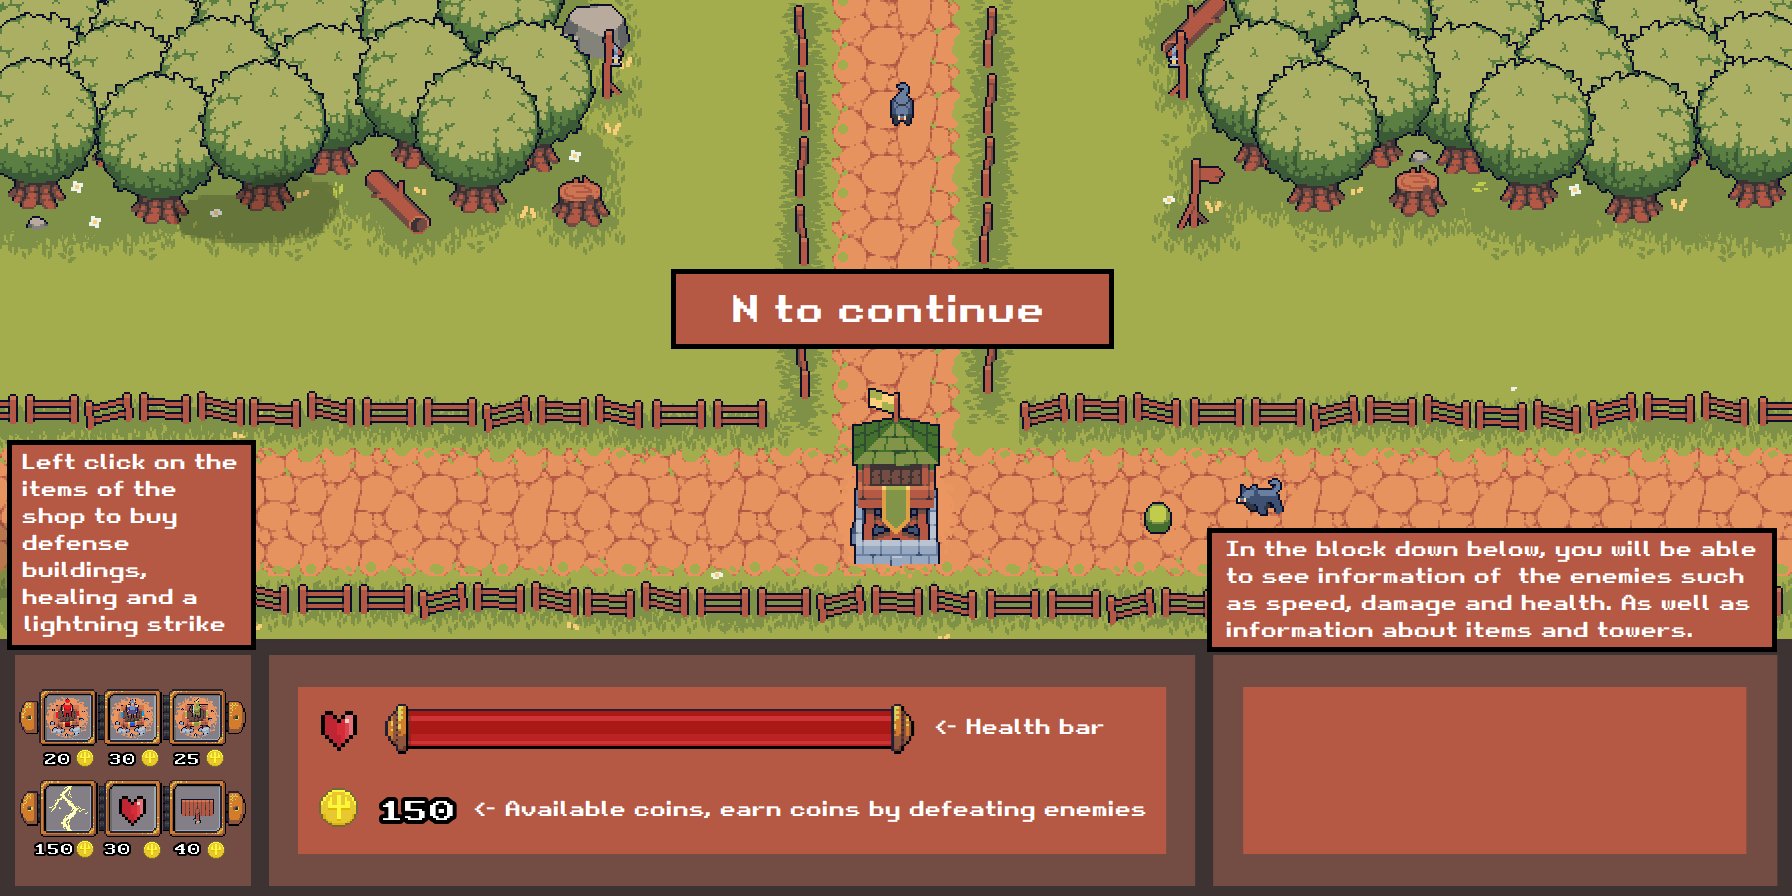 N to continue
Left click on the
items of the
shop to buy
defense
buildings,
healing and a
lightning strike
In the block down below, you will be able
to see information of  the enemies such
as speed, damage and health. As well as
information about items and towers.
20 30 25
150 30 40
<- Health bar
150 <- Available coins, earn coins by defeating enemies